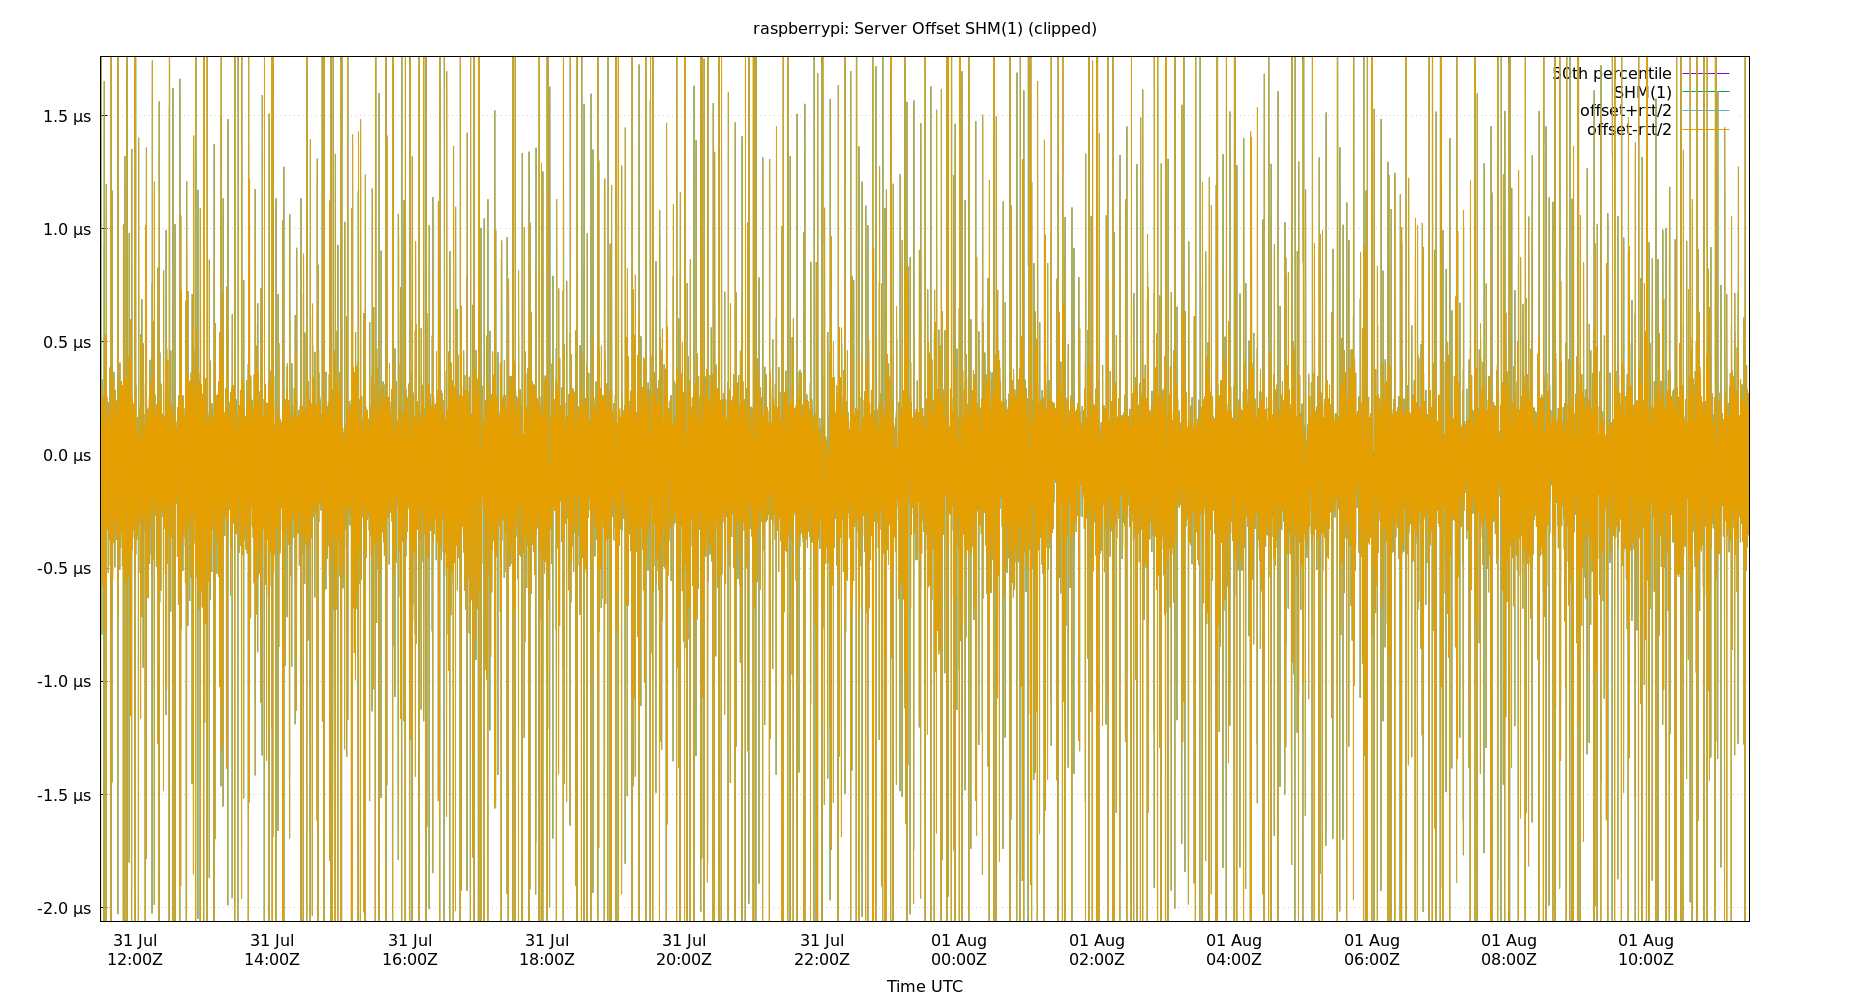 raspberrypi: Server Offset SHM(1) (clipped)
50th percentile
SHM(1)
offset+rtt/2
offset-rtt/2
1.5 µs
1.0 µs
0.5 µs
0.0 µs
-0.5 µs
-1.0 µs
-1.5 µs
-2.0 µs
31 Jul 31 Jul 31 Jul 31 Jul 31 Jul 31 Jul 01 Aug 01 Aug 01 Aug 01 Aug 01 Aug 01 Aug
12:00Z 14:00Z 16:00Z 18:00Z 20:00Z 22:00Z 00:00Z 02:00Z 04:00Z 06:00Z 08:00Z 10:00Z
Time UTC